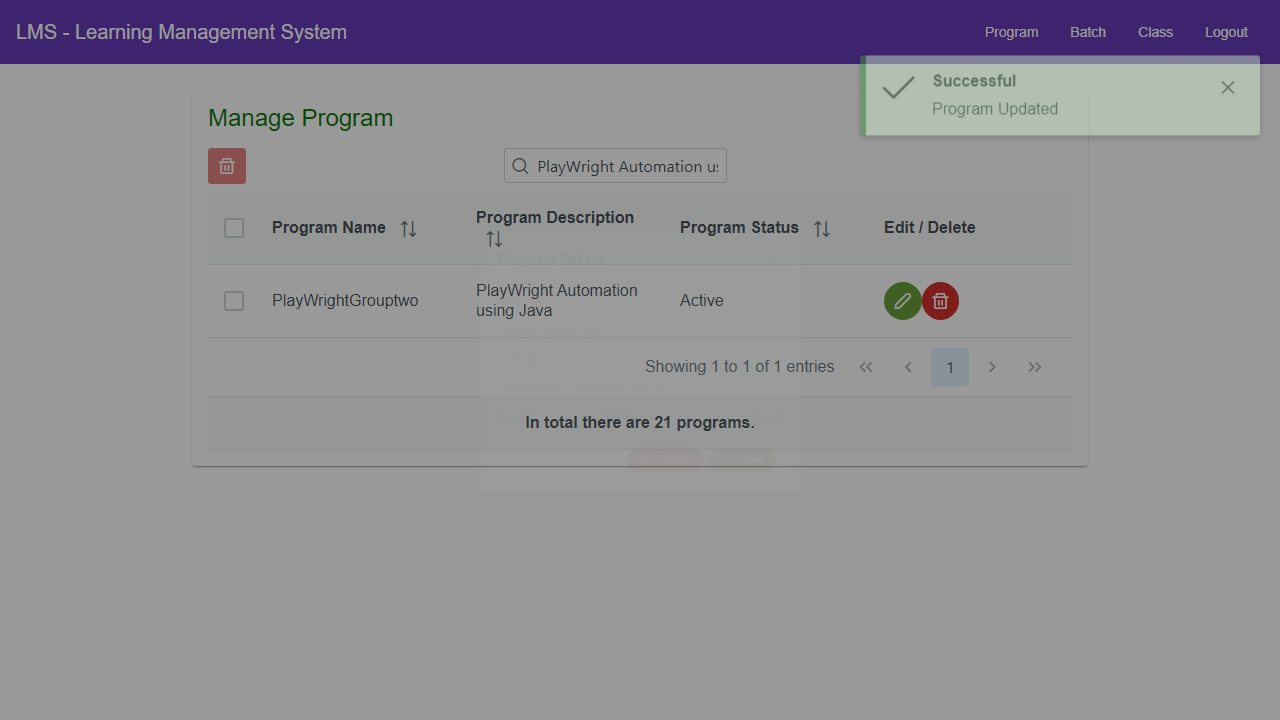 LMS - Learning Management System
Program Batch Class Logout
Successful
Program Updated
Manage Program
PlayWright Automation us
Program Name Program Description Program Status Edit / Delete
PlayWrightGrouptwo PlayWright Automation using Java Active
Program Details
Showing 1 to 1 of 1 entries
1
In total there are 21 programs.